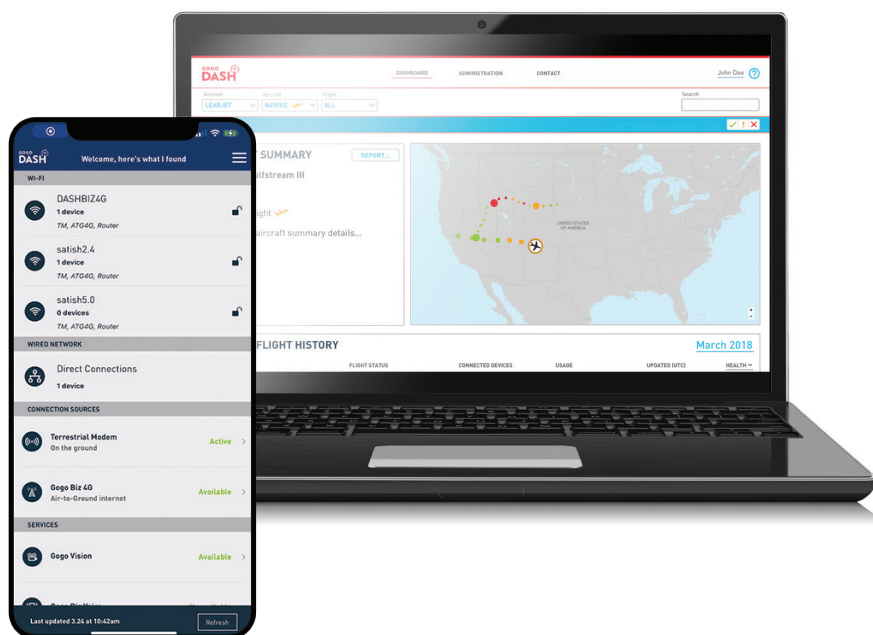 GOGO
DASH
DASHBOARD
ADMINISTRATION
CONTACT
John Doe
?
Account
Aircraft
Flight
Search
LEARJET
ALL
SUMMARY
REPORT...
ulfstream III
ight
aircraft summary details...
UNITED STATES
OF AMERICA
+
-
FLIGHT HISTORY
March 2018
FLIGHT STATUS
CONNECTED DEVICES
USAGE
UPDATED (UTC)
HEALTH
GOGO
DASH
Welcome, here's what I found
WI-FI
DASHBIZ4G
1 device
TM, ATG4G, Router
satish2.4
1 device
TM, ATG4G, Router
satish5.0
0 devices
TM, ATG4G, Router
WIRED NETWORK
Direct Connections
1 device
CONNECTION SOURCES
Terrestrial Modem
On the ground
Active
Gogo Biz 4G
Air-to-Ground internet
Available
SERVICES
Gogo Vision
Available
Last updated 3.24 at 10:42am
Refresh